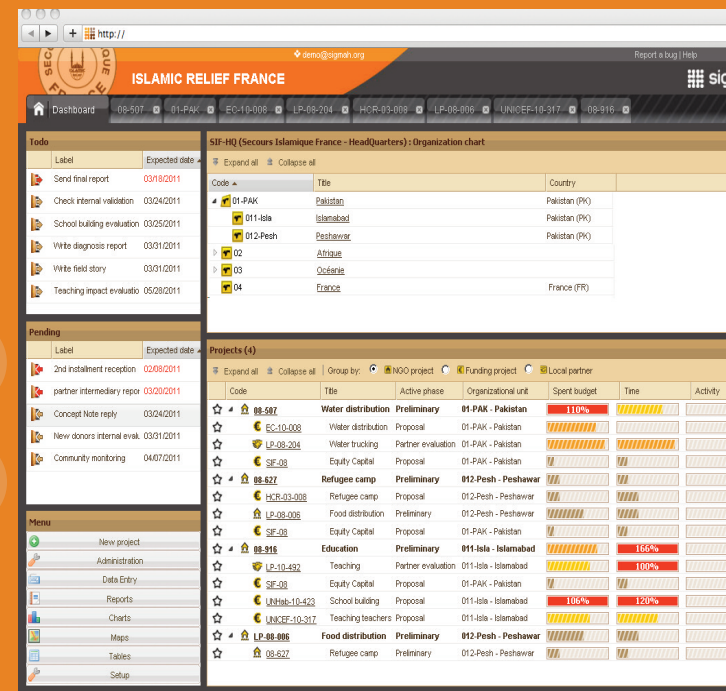 http://
demo@sigmah.org
Report a bug | Help
ISLAMIC RELIEF FRANCE
Dashboard 08-507 01-PAK EC-10-008 LP-08-204 HCR-03-008 LP-08-006 UNICEF-10-317 08-916
Todo
Label Expected date
Send final report 03/18/2011
Check internal validation 03/24/2011
School building evaluation 03/25/2011
Write diagnosis report 03/31/2011
Write field story 03/31/2011
Teaching impact evaluatio 05/28/2011
SIF-HQ (Secours Islamique France - HeadQuarters) : Organization chart
Expand all Collapse all
Code Title Country
01-PAK Pakistan Pakistan (PK)
011-Isla Islamabad Pakistan (PK)
012-Pesh Peshawar Pakistan (PK)
02 Afrique
03 Océanie
04 France France (FR)
Pending
Label Expected date
2nd installment reception 02/08/2011
partner intermediary repor 03/20/2011
Concept Note reply 03/24/2011
New donors internal evalu 03/31/2011
Community monitoring 04/07/2011
Projects (4)
Expand all Collapse all Group by: NGO project Funding project Local partner
Code Title Active phase Organizational unit Spent budget Time Activity
08-507 Water distribution Preliminary 01-PAK - Pakistan 110%
EC-10-008 Water distribution Proposal 01-PAK - Pakistan
LP-08-204 Water trucking Partner evaluation 01-PAK - Pakistan
SIF-08 Equity Capital Proposal 01-PAK - Pakistan
08-627 Refugee camp Preliminary 012-Pesh - Peshawar
HCR-03-008 Refugee camp Proposal 012-Pesh - Peshawar
LP-08-006 Food distribution Preliminary 012-Pesh - Peshawar
SIF-08 Equity Capital Proposal 01-PAK - Pakistan
08-916 Education Preliminary 011-Isla - Islamabad 166%
LP-10-492 Teaching Partner evaluation 011-Isla - Islamabad 100%
SIF-08 Equity Capital Proposal 01-PAK - Pakistan
UNHab-10-423 School building Proposal 011-Isla - Islamabad 106% 120%
UNICEF-10-317 Teaching teachers Proposal 011-Isla - Islamabad
LP-08-006 Food distribution Preliminary 012-Pesh - Peshawar
08-627 Refugee camp Preliminary 012-Pesh - Peshawar
Menu
New project
Administration
Data Entry
Reports
Charts
Maps
Tables
Setup